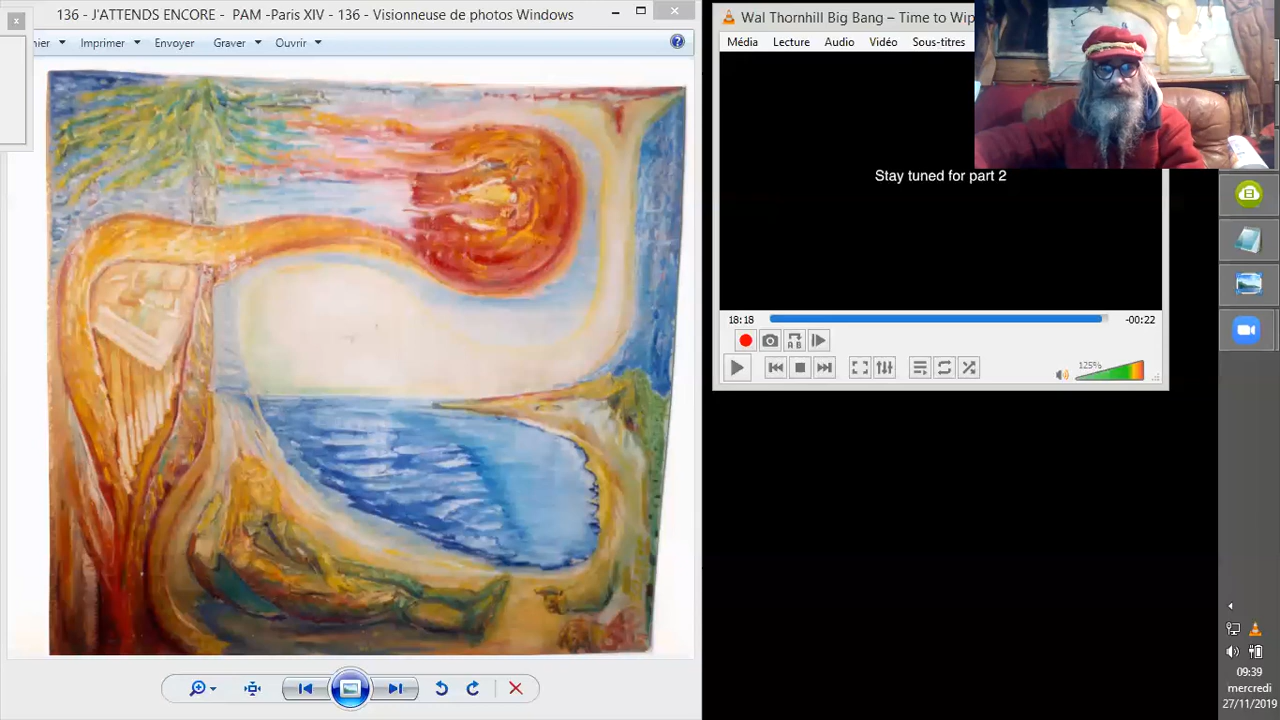 136 - J'ATTENDS ENCORE - PAM -Paris XIV - 136 - Visionneuse de photos Windows
Imprimer Envoyer Graver Ouvrir
Wal Thornhill Big Bang – Time to Wip
Média Lecture Audio Vidéo Sous-titres
Stay tuned for part 2
18:18 -00:22
A B
125%
09:39
mercredi
27/11/2019